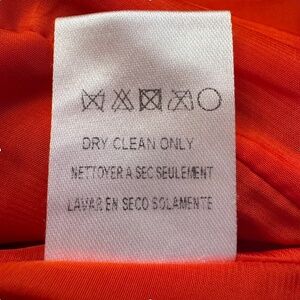 DRY CLEAN ONLY
NETTOYER A SEC SEULEMENT
LAVAR EN SECO SOLAMENTE